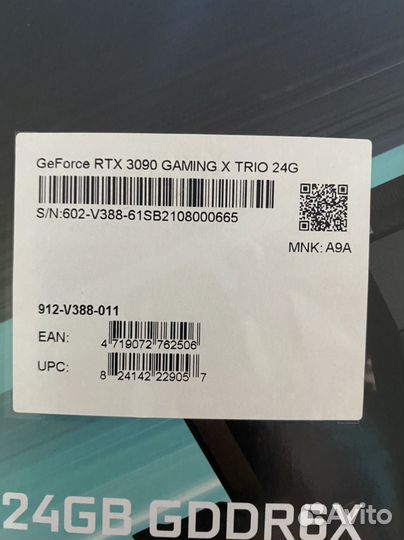 GeForce RTX 3090 GAMING X TRIO 24G
S/N:602-V388-61SB2108000665
MNK: A9A
912-V388-011
EAN: 4 719072 762506
UPC: 8 24142 22905 7
24GB GDDR6X
Avito